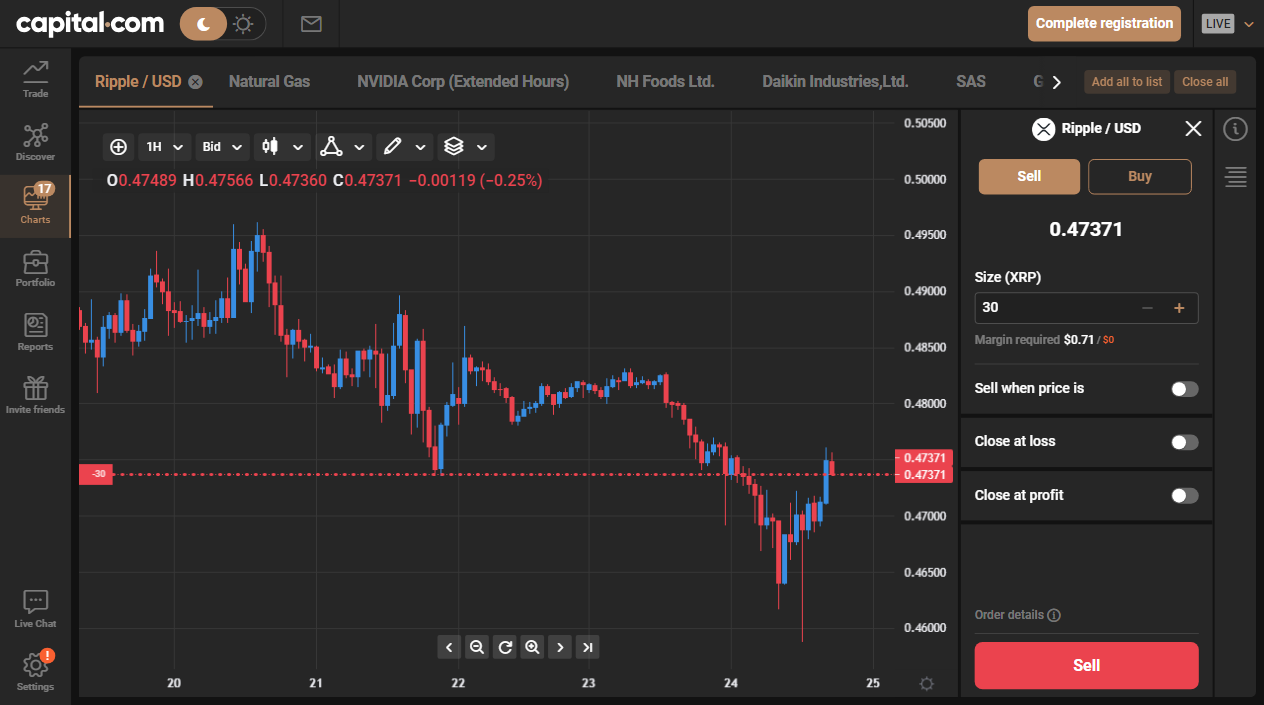 capital.com
Complete registration
LIVE
Trade
Discover
17
Charts
Portfolio
Reports
Invite friends
Live Chat
!
Settings
Ripple / USD
Natural Gas
NVIDIA Corp (Extended Hours)
NH Foods Ltd.
Daikin Industries,Ltd.
SAS
G
Add all to list
Close all
1H
Bid
O0.47489 H0.47566 L0.47360 C0.47371 −0.00119 (−0.25%)
0.50500
0.50000
0.49500
0.49000
0.48500
0.48000
0.47371
0.47371
0.47000
0.46500
0.46000
-30
20
21
22
23
24
25
Ripple / USD
Sell
Buy
0.47371
Size (XRP)
30
Margin required $0.71 / $0
Sell when price is
Close at loss
Close at profit
Order details
Sell